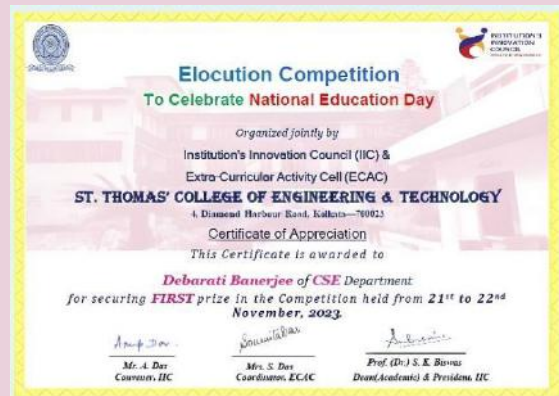 INSTITUTION'S
INNOVATION
COUNCIL
Elocution Competition
To Celebrate National Education Day
Organized jointly by
Institution's Innovation Council (IIC) &
Extra-Curricular Activity Cell (ECAC)
ST. THOMAS' COLLEGE OF ENGINEERING & TECHNOLOGY
4, Diamond Harbour Road, Kolkata—700023
Certificate of Appreciation
This Certificate is awarded to
Debarati Banerjee of CSE Department
for securing FIRST prize in the Competition held from 21st to 22nd
November, 2023.
Mr. A. Das
Convener, IIC
Mrs. S. Das
Coordinator, ECAC
Prof. (Dr.) S. K. Biswas
Dean(Academic) & President, IIC